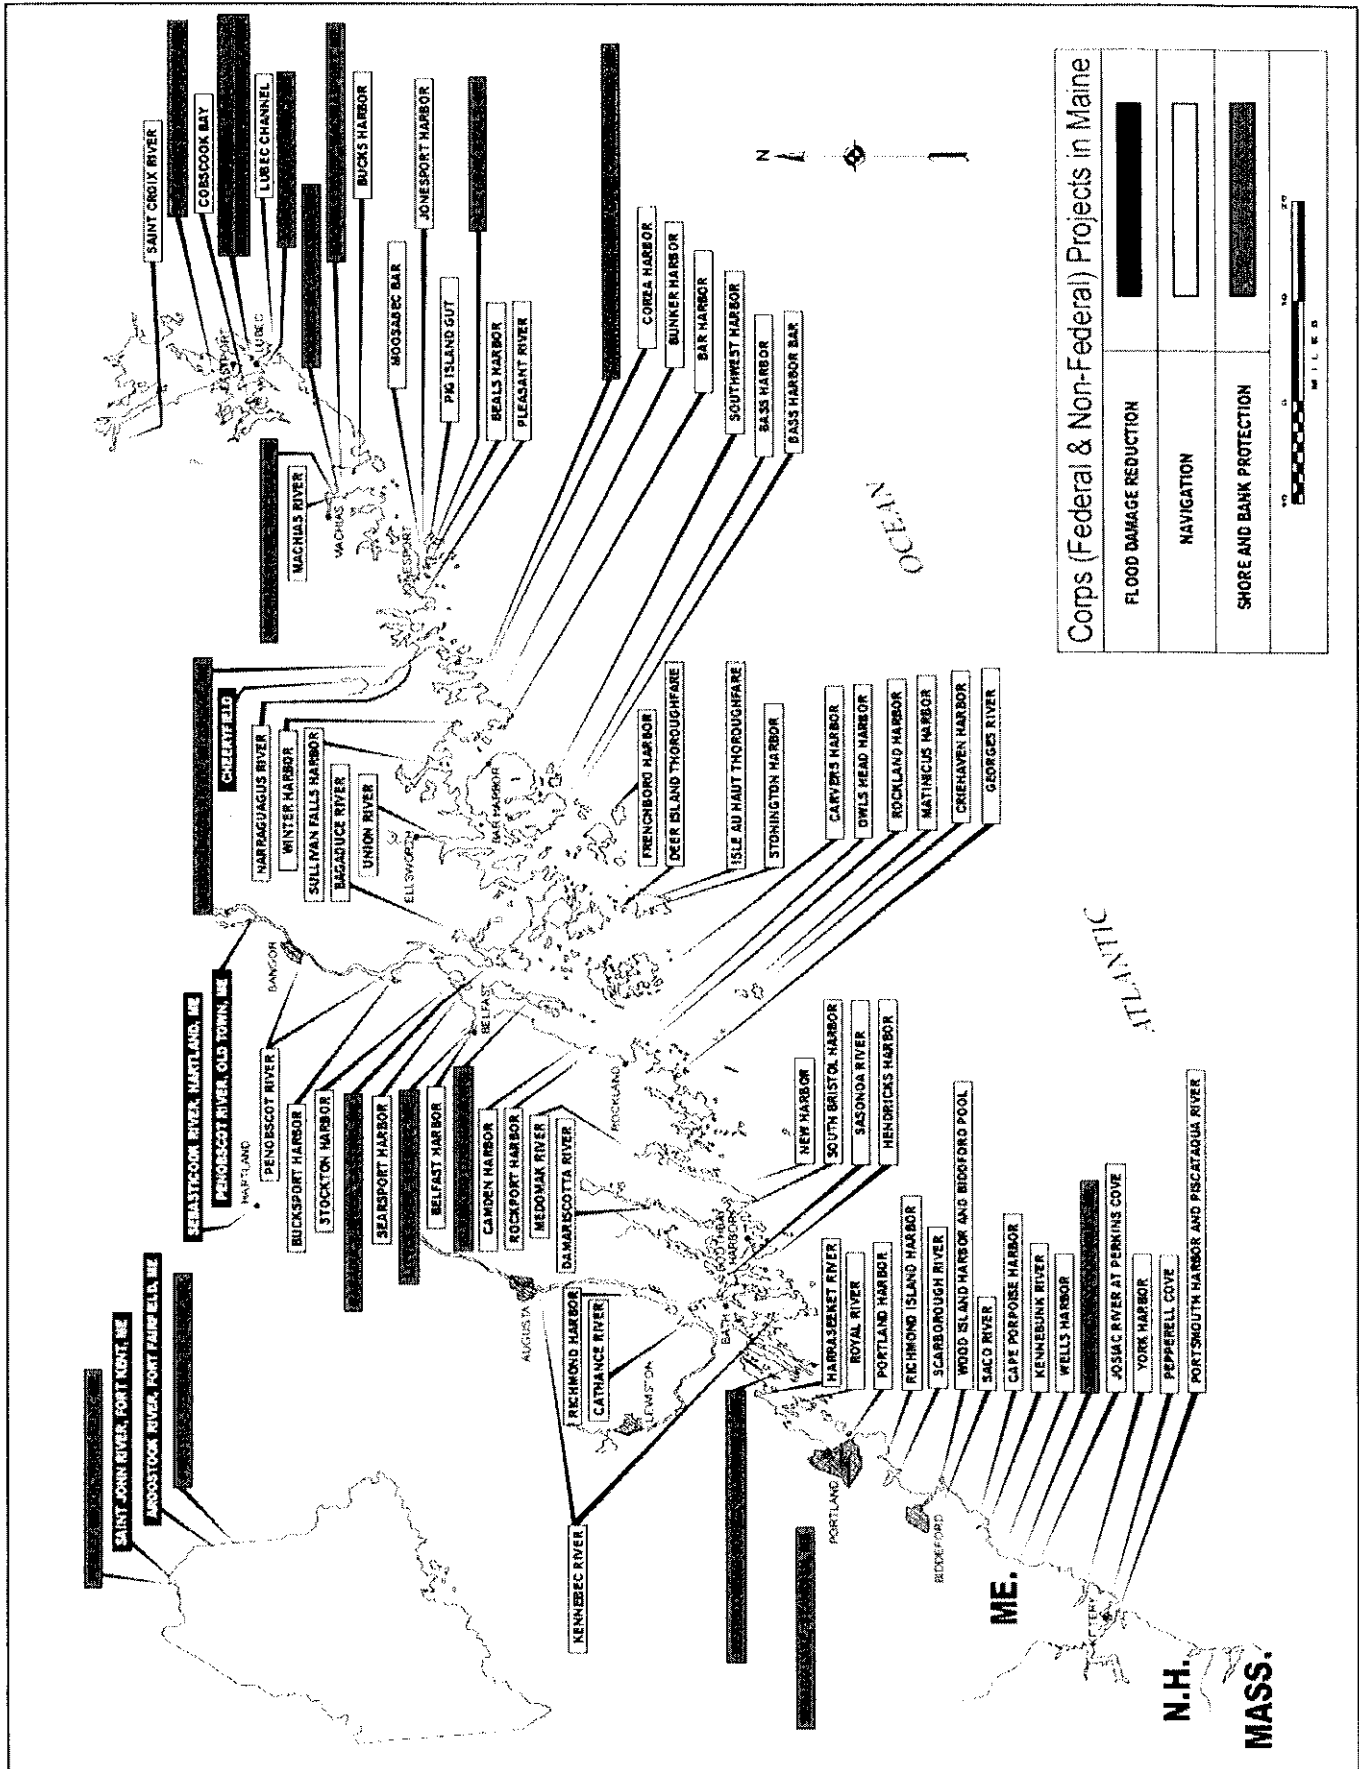 SAINT CROIX RIVER
COBSCOOK BAY
LUBEC CHANNEL
BUCKS HARBOR
MOOSABEC BAR
JONESPORT HARBOR
PIG ISLAND GUT
BEALS HARBOR
PLEASANT RIVER
COREA HARBOR
BUNKER HARBOR
BAR HARBOR
SOUTHWEST HARBOR
BASS HARBOR
BASS HARBOR BAR
EASTPORT
LUBEC
MACHIAS RIVER
MACHIAS
JONESPORT
N
OCEAN
ATLANTIC
CHERRYFIELD
NARRAGUAGUS RIVER
WINTER HARBOR
SULLIVAN FALLS HARBOR
BAGADUCE RIVER
UNION RIVER
ELLSWORTH
BAR HARBOR
FRENCHBORO HARBOR
DEER ISLAND THOROUGHFARE
ISLE AU HAUT THOROUGHFARE
STONINGTON HARBOR
CARVERS HARBOR
OWLS HEAD HARBOR
ROCKLAND HARBOR
MATINICUS HARBOR
CRIEHAVEN HARBOR
GEORGES RIVER
SEBASTICOOK RIVER, HARTLAND, ME
PENOBSCOT RIVER, OLD TOWN, ME
BANGOR
HARTLAND
PENOBSCOT RIVER
BUCKSPORT HARBOR
STOCKTON HARBOR
SEARSPORT HARBOR
BELFAST HARBOR
BELFAST
CAMDEN HARBOR
ROCKPORT HARBOR
MEDOMAK RIVER
DAMARISCOTTA RIVER
ROCKLAND
NEW HARBOR
SOUTH BRISTOL HARBOR
SASONOA RIVER
HENDRICKS HARBOR
BOOTHBAY
HARBOR
SAINT JOHN RIVER, FORT KENT, ME
AROOSTOOK RIVER, FORT FAIRFIELD, ME
AUGUSTA
RICHMOND HARBOR
CATHANCE RIVER
LEWISTON
BATH
KENNEBEC RIVER
HARRASEEKET RIVER
ROYAL RIVER
PORTLAND HARBOR
RICHMOND ISLAND HARBOR
SCARBOROUGH RIVER
WOOD ISLAND HARBOR AND BIDDEFORD POOL
SACO RIVER
CAPE PORPOISE HARBOR
KENNEBUNK RIVER
WELLS HARBOR
JOSIAC RIVER AT PERKINS COVE
YORK HARBOR
PEPPERELL COVE
PORTSMOUTH HARBOR AND PISCATAQUA RIVER
PORTLAND
BIDDEFORD
KITTERY
ME.
N.H.
MASS.
Corps (Federal & Non-Federal) Projects in Maine
FLOOD DAMAGE REDUCTION
NAVIGATION
SHORE AND BANK PROTECTION
10 0 10 20
MILES